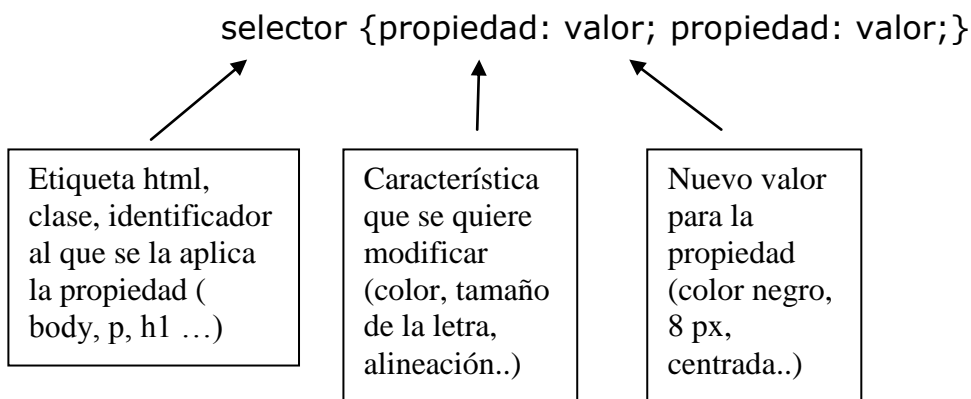 selector {propiedad: valor; propiedad: valor;}
Etiqueta html,
clase, identificador
al que se la aplica
la propiedad (
body, p, h1 …)
Característica
que se quiere
modificar
(color, tamaño
de la letra,
alineación..)
Nuevo valor
para la
propiedad
(color negro,
8 px,
centrada..)